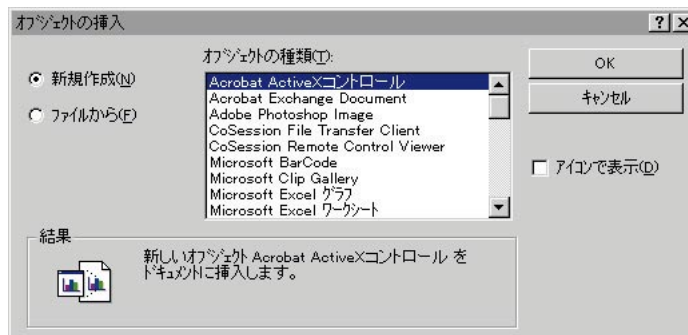 オブジェクトの挿入
オブジェクトの種類(T):
新規作成(N)
ファイルから(F)
Acrobat ActiveXコントロール
Acrobat Exchange Document
Adobe Photoshop Image
CoSession File Transfer Client
CoSession Remote Control Viewer
Microsoft BarCode
Microsoft Clip Gallery
Microsoft Excel グラフ
Microsoft Excel ワークシート
OK
キャンセル
アイコンで表示(D)
結果
新しいオブジェクト Acrobat ActiveXコントロール を
ドキュメントに挿入します。